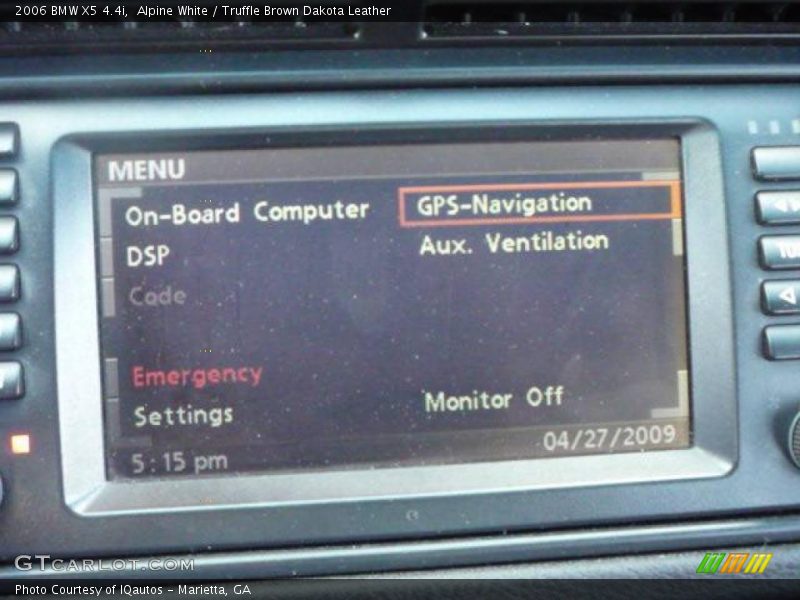 2006 BMW X5 4.4i, Alpine White / Truffle Brown Dakota Leather
MENU
On-Board Computer
GPS-Navigation
DSP
Aux. Ventilation
Code
Emergency
Settings
Monitor Off
5:15 pm
04/27/2009
GTCARLOT.COM
Photo Courtesy of IQautos - Marietta, GA